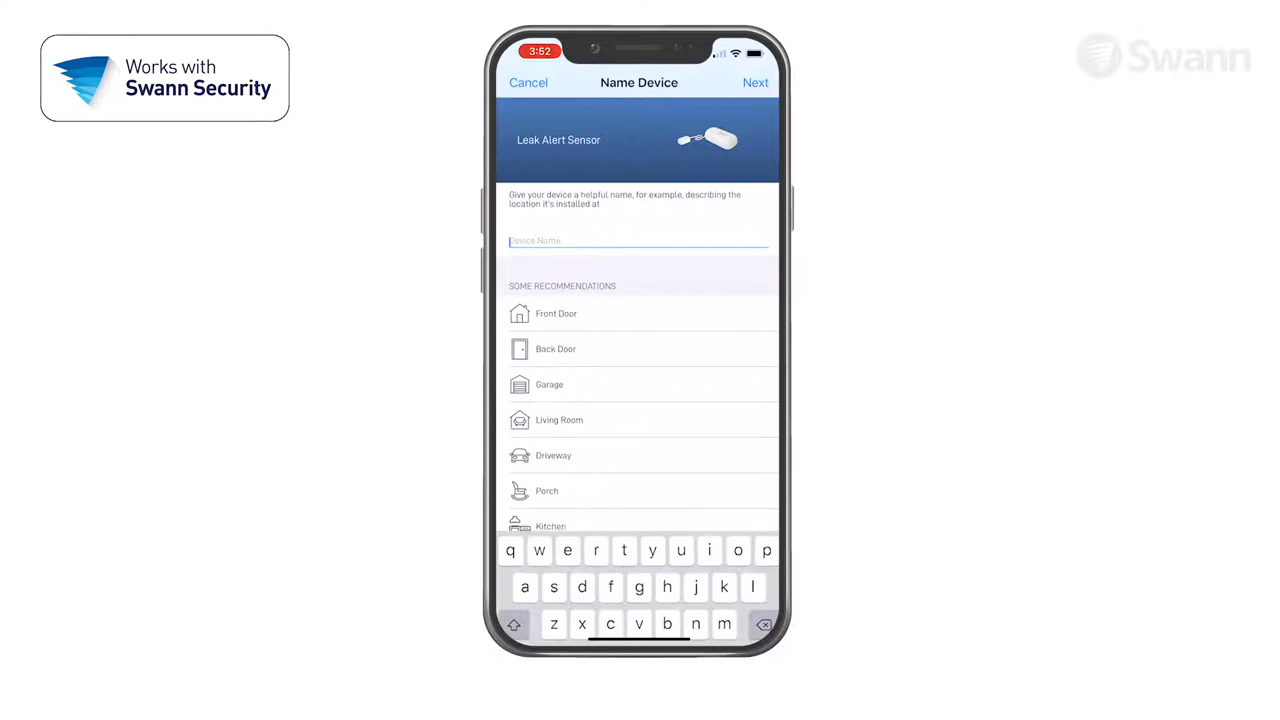 Works with
Swann Security
Swann
3:52
Cancel
Name Device
Next
Leak Alert Sensor
Give your device a helpful name, for example, describing the
location it's installed at
Device Name
SOME RECOMMENDATIONS
Front Door
Back Door
Garage
Living Room
Driveway
Porch
Kitchen
q w e r t y u i o p
a s d f g h j k l
z x c v b n m